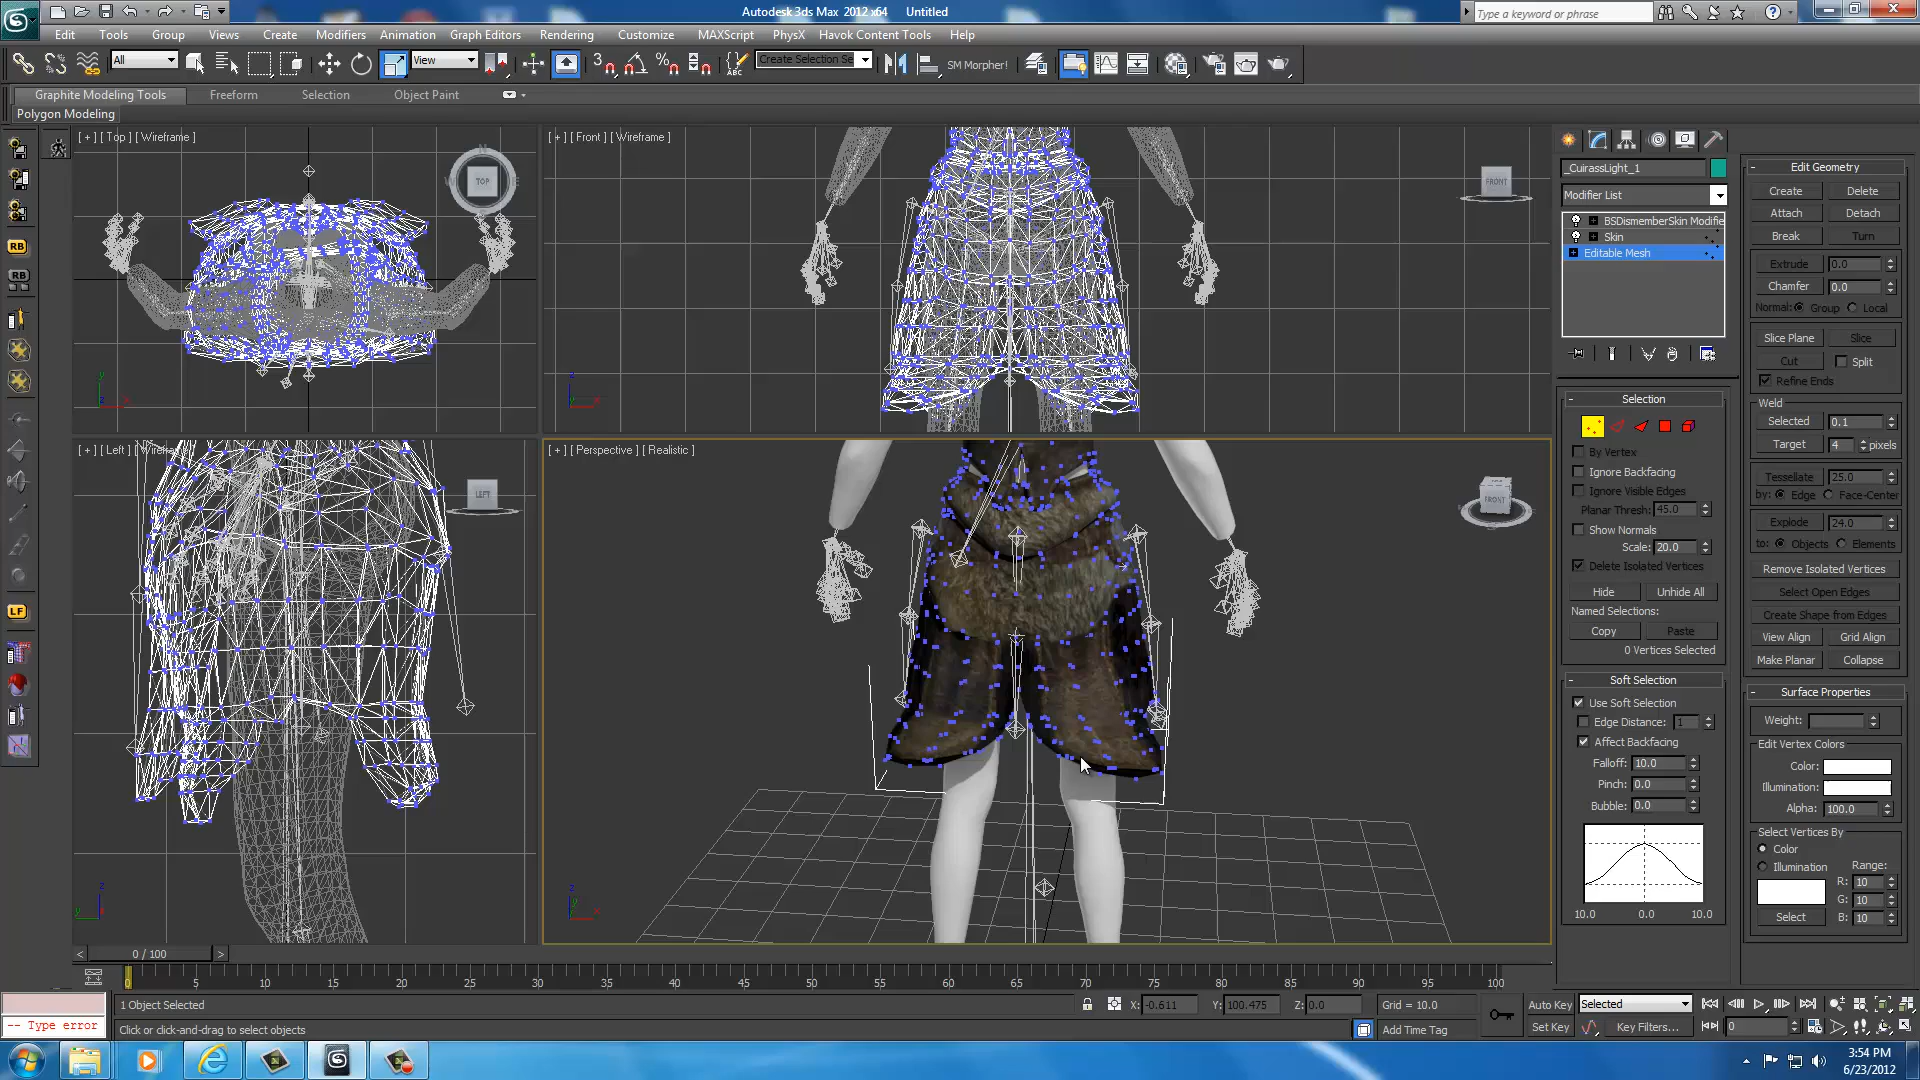 Autodesk 3ds Max 2012 x64 Untitled
Type a keyword or phrase
Edit Tools Group Views Create Modifiers Animation Graph Editors Rendering Customize MAXScript PhysX Havok Content Tools Help
All View 3 Create Selection Se SM Morpher!
Graphite Modeling Tools Freeform Selection Object Paint
Polygon Modeling
[ + ] [ Top ] [ Wireframe ]
[ + ] [ Front ] [ Wireframe ]
TOP
FRONT
[ + ] [ Left ] [
LEFT
[ + ] [ Perspective ] [ Realistic ]
FRONT
RB
RB
LF
_CuirassLight_1
Modifier List
BSDismemberSkin Modifie
Skin
Editable Mesh
Selection
By Vertex
Ignore Backfacing
Ignore Visible Edges
Planar Thresh: 45.0
Show Normals
Scale: 20.0
Delete Isolated Vertices
Hide Unhide All
Named Selections:
Copy Paste
0 Vertices Selected
Soft Selection
Use Soft Selection
Edge Distance: 1
Affect Backfacing
Falloff: 10.0
Pinch: 0.0
Bubble: 0.0
10.0 0.0 10.0
Edit Geometry
Create Delete
Attach Detach
Break Turn
Extrude 0.0
Chamfer 0.0
Normal: Group Local
Slice Plane Slice
Cut Split
Refine Ends
Weld
Selected 0.1
Target 4 pixels
Tessellate 25.0
by: Edge Face-Center
Explode 24.0
to: Objects Elements
Remove Isolated Vertices
Select Open Edges
Create Shape from Edges
View Align Grid Align
Make Planar Collapse
Surface Properties
Weight:
Edit Vertex Colors
Color:
Illumination:
Alpha: 100.0
Select Vertices By
Color
Illumination Range:
R: 10
G: 10
Select B: 10
< 0 / 100 >
0 5 10 15 20 25 30 35 40 45 50 55 60 65 70 75 80 85 90 95 100
1 Object Selected X: -0.611 Y: 100.475 Z: 0.0 Grid = 10.0 Auto Key Selected
-- Type error Click or click-and-drag to select objects Add Time Tag Set Key Key Filters... 0
3:54 PM
6/23/2012